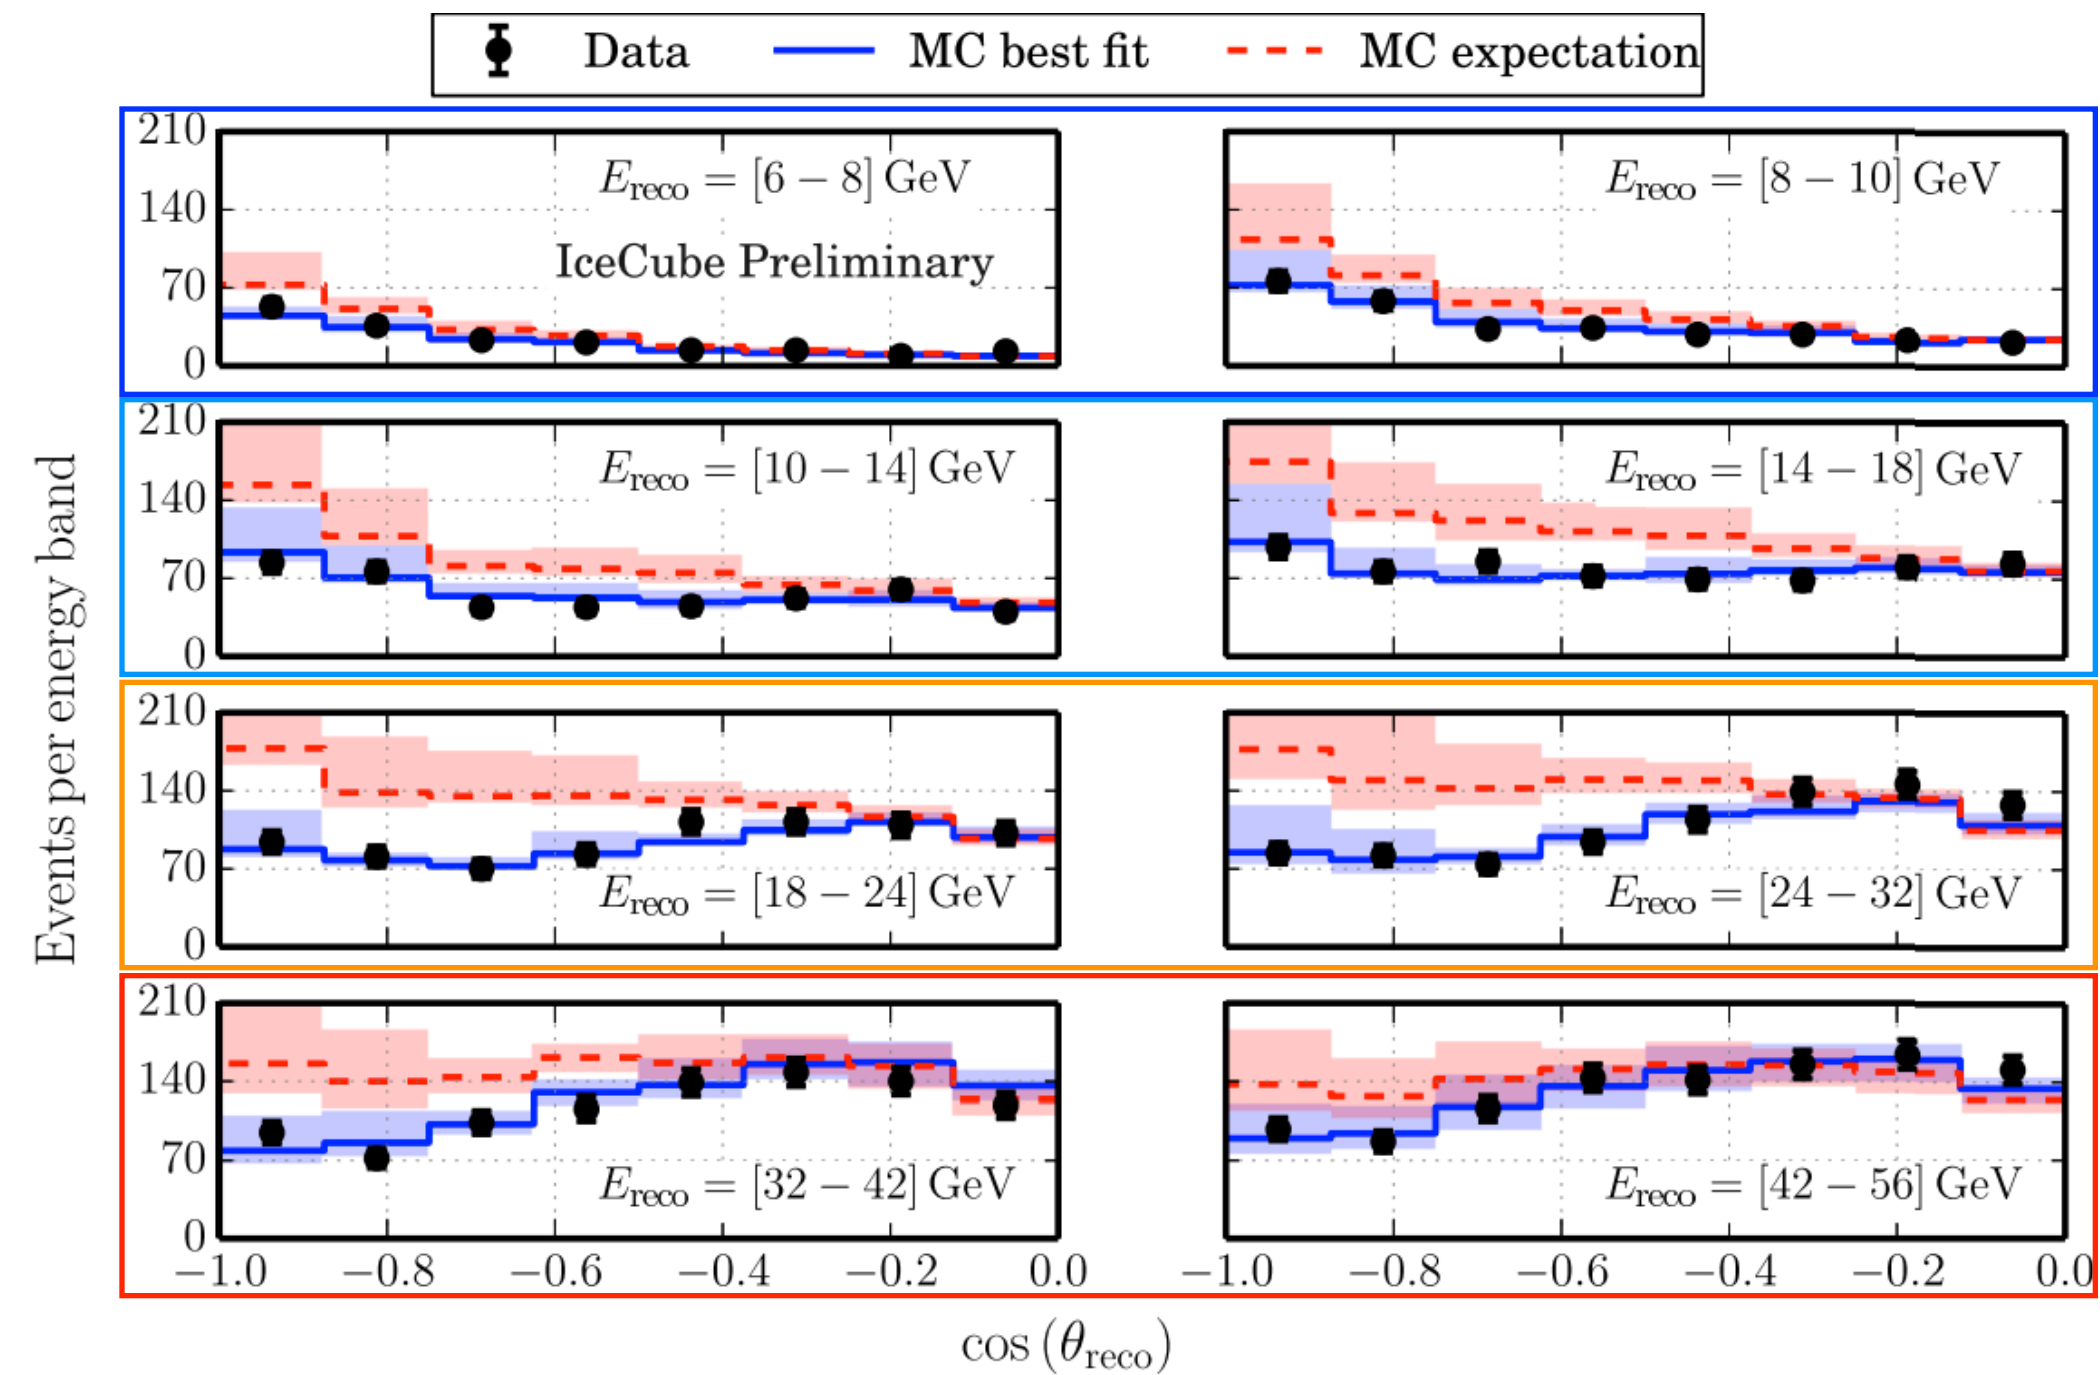 Data MC best fit MC expectation
Events per energy band
210
140
70
0
E_reco = [6 − 8] GeV
IceCube Preliminary
E_reco = [8 − 10] GeV
210
140
70
0
E_reco = [10 − 14] GeV
E_reco = [14 − 18] GeV
210
140
70
0
E_reco = [18 − 24] GeV
E_reco = [24 − 32] GeV
210
140
70
0
E_reco = [32 − 42] GeV
E_reco = [42 − 56] GeV
−1.0 −0.8 −0.6 −0.4 −0.2 0.0
−1.0 −0.8 −0.6 −0.4 −0.2 0.0
cos (θ_reco)